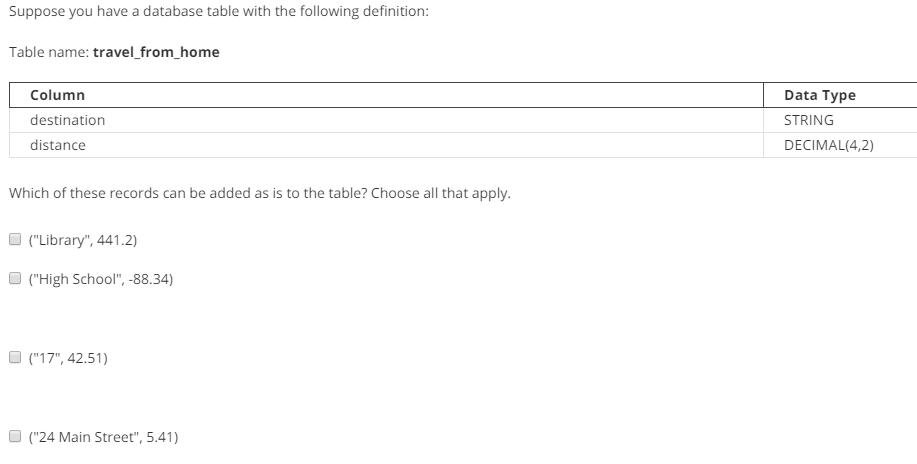 Suppose you have a database table with the following definition:
Table name: travel_from_home
Column Data Type
destination STRING
distance DECIMAL(4,2)
Which of these records can be added as is to the table? Choose all that apply.
("Library", 441.2)
("High School", -88.34)
("17", 42.51)
("24 Main Street", 5.41)